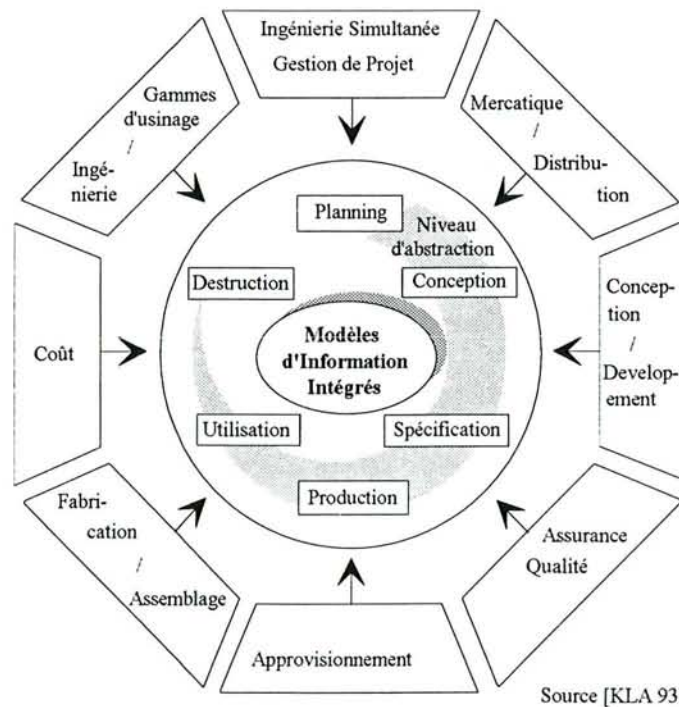 Ingénierie Simultanée
Gestion de Projet
Mercatique
/
Distribu-
tion
Concep-
tion
/
Develop-
pement
Assurance
Qualité
Approvisionnement
Fabri-
cation
/
Assemblage
Coût
Gammes
d'usinage
/
Ingé-
nierie
Planning
Niveau
d'abstraction
Conception
Spécification
Production
Utilisation
Destruction
Modèles
d'Information
Intégrés
Source [KLA 93